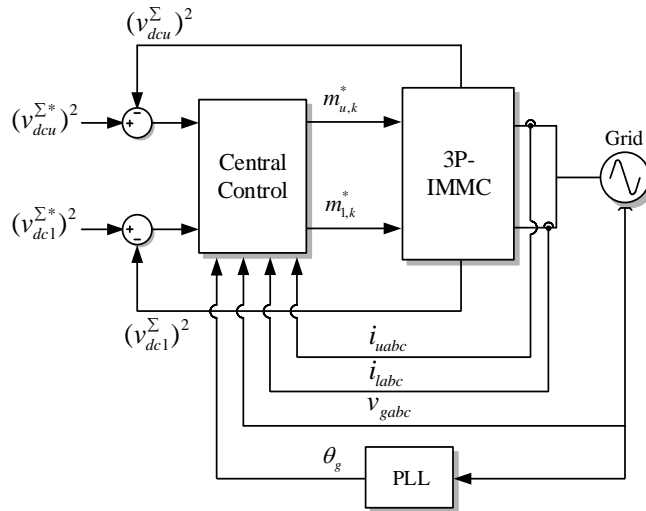 (v_{dcu}^{Σ})^2
(v_{dcu}^{Σ*})^2
m_{u,k}^{*}
Central
Control
3P-
IMMC
Grid
(v_{dc1}^{Σ*})^2
m_{1,k}^{*}
(v_{dc1}^{Σ})^2
i_{uabc}
i_{labc}
v_{gabc}
θ_g
PLL